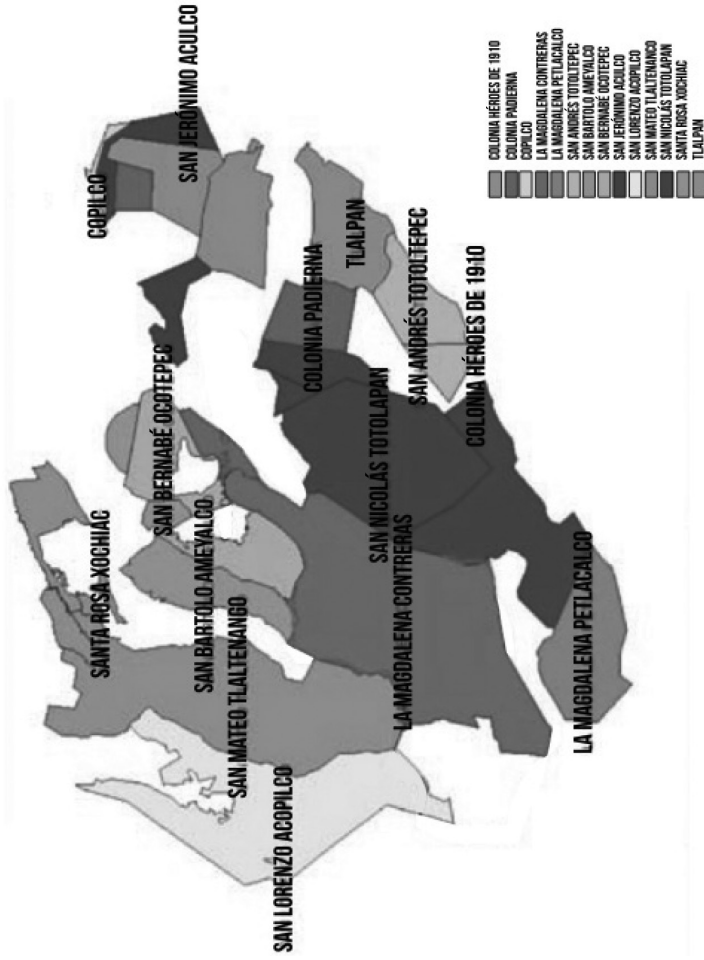 SANTA ROSA XOCHIAC
COPILCO
SAN BERNABÉ OCOTEPEC
SAN JERÓNIMO ACULCO
SAN BARTOLO AMEYALCO
SAN MATEO TLALTENANGO
SAN LORENZO ACOPILCO
COLONIA PADIERNA
TLALPAN
SAN NICOLÁS TOTOLAPAN
LA MAGDALENA CONTRERAS
SAN ANDRÉS TOTOLTEPEC
COLONIA HÉROES DE 1910
LA MAGDALENA PETLACALCO
COLONIA HÉROES DE 1910
COLONIA PADIERNA
COPILCO
LA MAGDALENA CONTRERAS
LA MAGDALENA PETLACALCO
SAN ANDRÉS TOTOLTEPEC
SAN BARTOLO AMEYALCO
SAN BERNABÉ OCOTEPEC
SAN JERÓNIMO ACULCO
SAN LORENZO ACOPILCO
SAN MATEO TLALTENANCO
SAN NICOLÁS TOTOLAPAN
SANTA ROSA XOCHIAC
TLALPAN